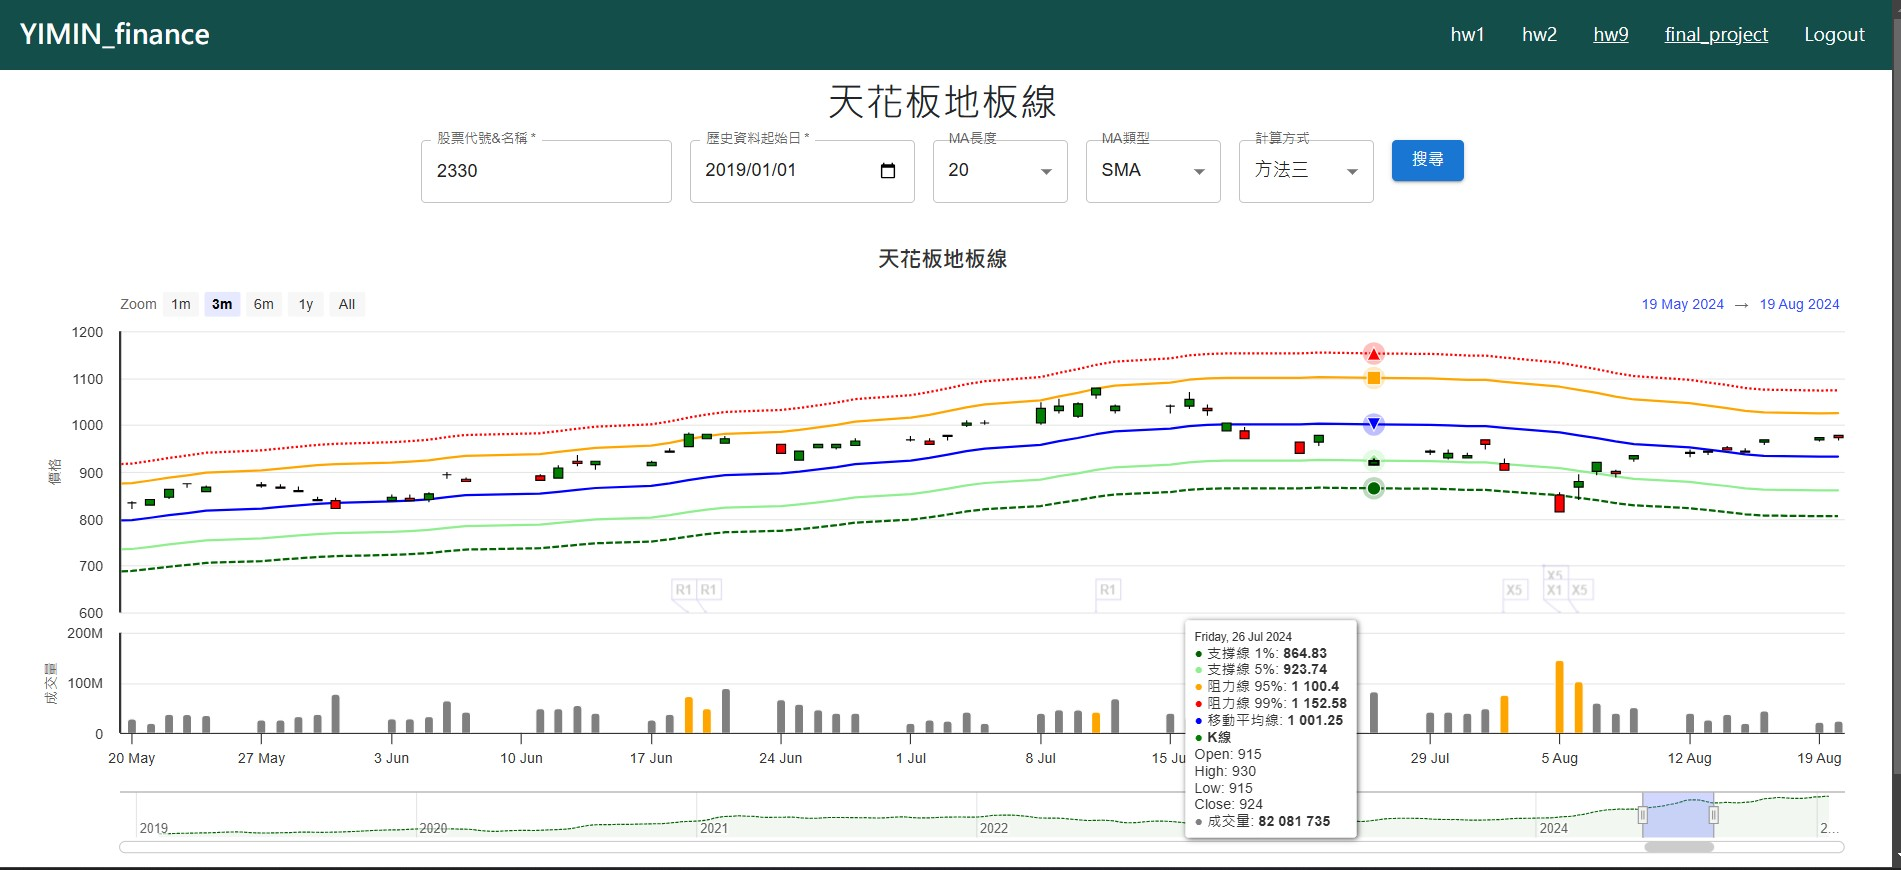 YIMIN_finance hw1 hw2 hw9 final_project Logout
天花板地板線
股票代號&名稱 * 歷史資料起始日 * MA長度 MA類型 計算方式
2330 2019/01/01 20 SMA 方法三 搜尋
天花板地板線
Zoom 1m 3m 6m 1y All 19 May 2024 → 19 Aug 2024
1200
1100
1000
900
800
700
600
價格
R1 R1 R1 X5 X5 X1 X5
200M
100M
0
成交量
Friday, 26 Jul 2024
● 支撐線 1%: 864.83
● 支撐線 5%: 923.74
● 阻力線 95%: 1 100.4
● 阻力線 99%: 1 152.58
● 移動平均線: 1 001.25
● K線
Open: 915
High: 930
Low: 915
Close: 924
● 成交量: 82 081 735
20 May 27 May 3 Jun 10 Jun 17 Jun 24 Jun 1 Jul 8 Jul 15 Ju 29 Jul 5 Aug 12 Aug 19 Aug
2019 2020 2021 2022 2024 2...